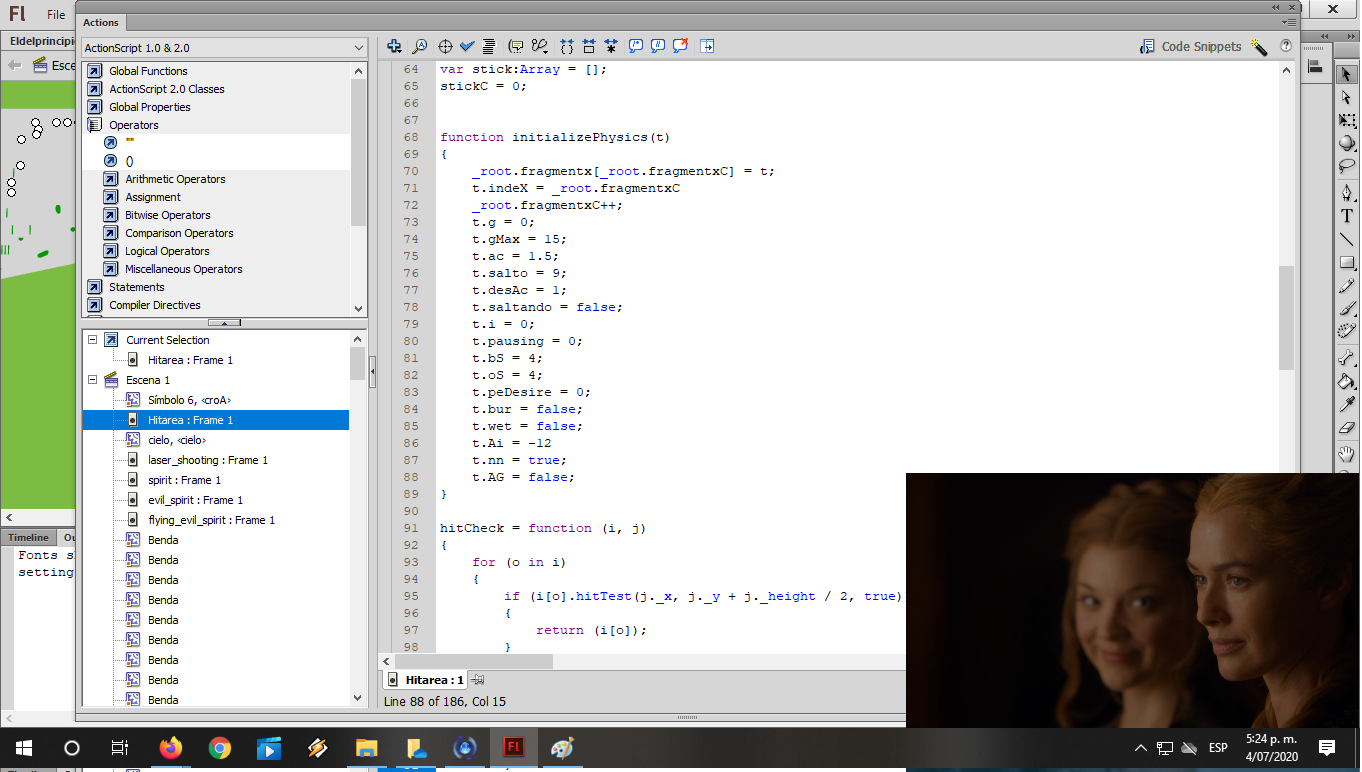 Fl File
Actions
Eldelprincipi
ActionScript 1.0 & 2.0
Code Snippets
Esce
Global Functions
ActionScript 2.0 Classes
Global Properties
Operators
""
()
Arithmetic Operators
Assignment
Bitwise Operators
Comparison Operators
Logical Operators
Miscellaneous Operators
Statements
Compiler Directives
Current Selection
Hitarea : Frame 1
Escena 1
Símbolo 6, <croA>
Hitarea : Frame 1
cielo, <cielo>
laser_shooting : Frame 1
spirit : Frame 1
evil_spirit : Frame 1
flying_evil_spirit : Frame 1
Benda
Benda
Benda
Benda
Benda
Benda
Benda
Benda
Benda
64 var stick:Array = [];
65 stickC = 0;
66
67
68 function initializePhysics(t)
69 {
70 _root.fragmentx[_root.fragmentxC] = t;
71 t.indeX = _root.fragmentxC
72 _root.fragmentxC++;
73 t.g = 0;
74 t.gMax = 15;
75 t.ac = 1.5;
76 t.salto = 9;
77 t.desAc = 1;
78 t.saltando = false;
79 t.i = 0;
80 t.pausing = 0;
81 t.bS = 4;
82 t.oS = 4;
83 t.peDesire = 0;
84 t.bur = false;
85 t.wet = false;
86 t.Ai = -12
87 t.nn = true;
88 t.AG = false;
89 }
90
91 hitCheck = function (i, j)
92 {
93 for (o in i)
94 {
95 if (i[o].hitTest(j._x, j._y + j._height / 2, true)
96 {
97 return (i[o]);
98 }
Hitarea : 1
Line 88 of 186, Col 15
Timeline Ou
Fonts s
setting
Fl
ESP
5:24 p. m.
4/07/2020